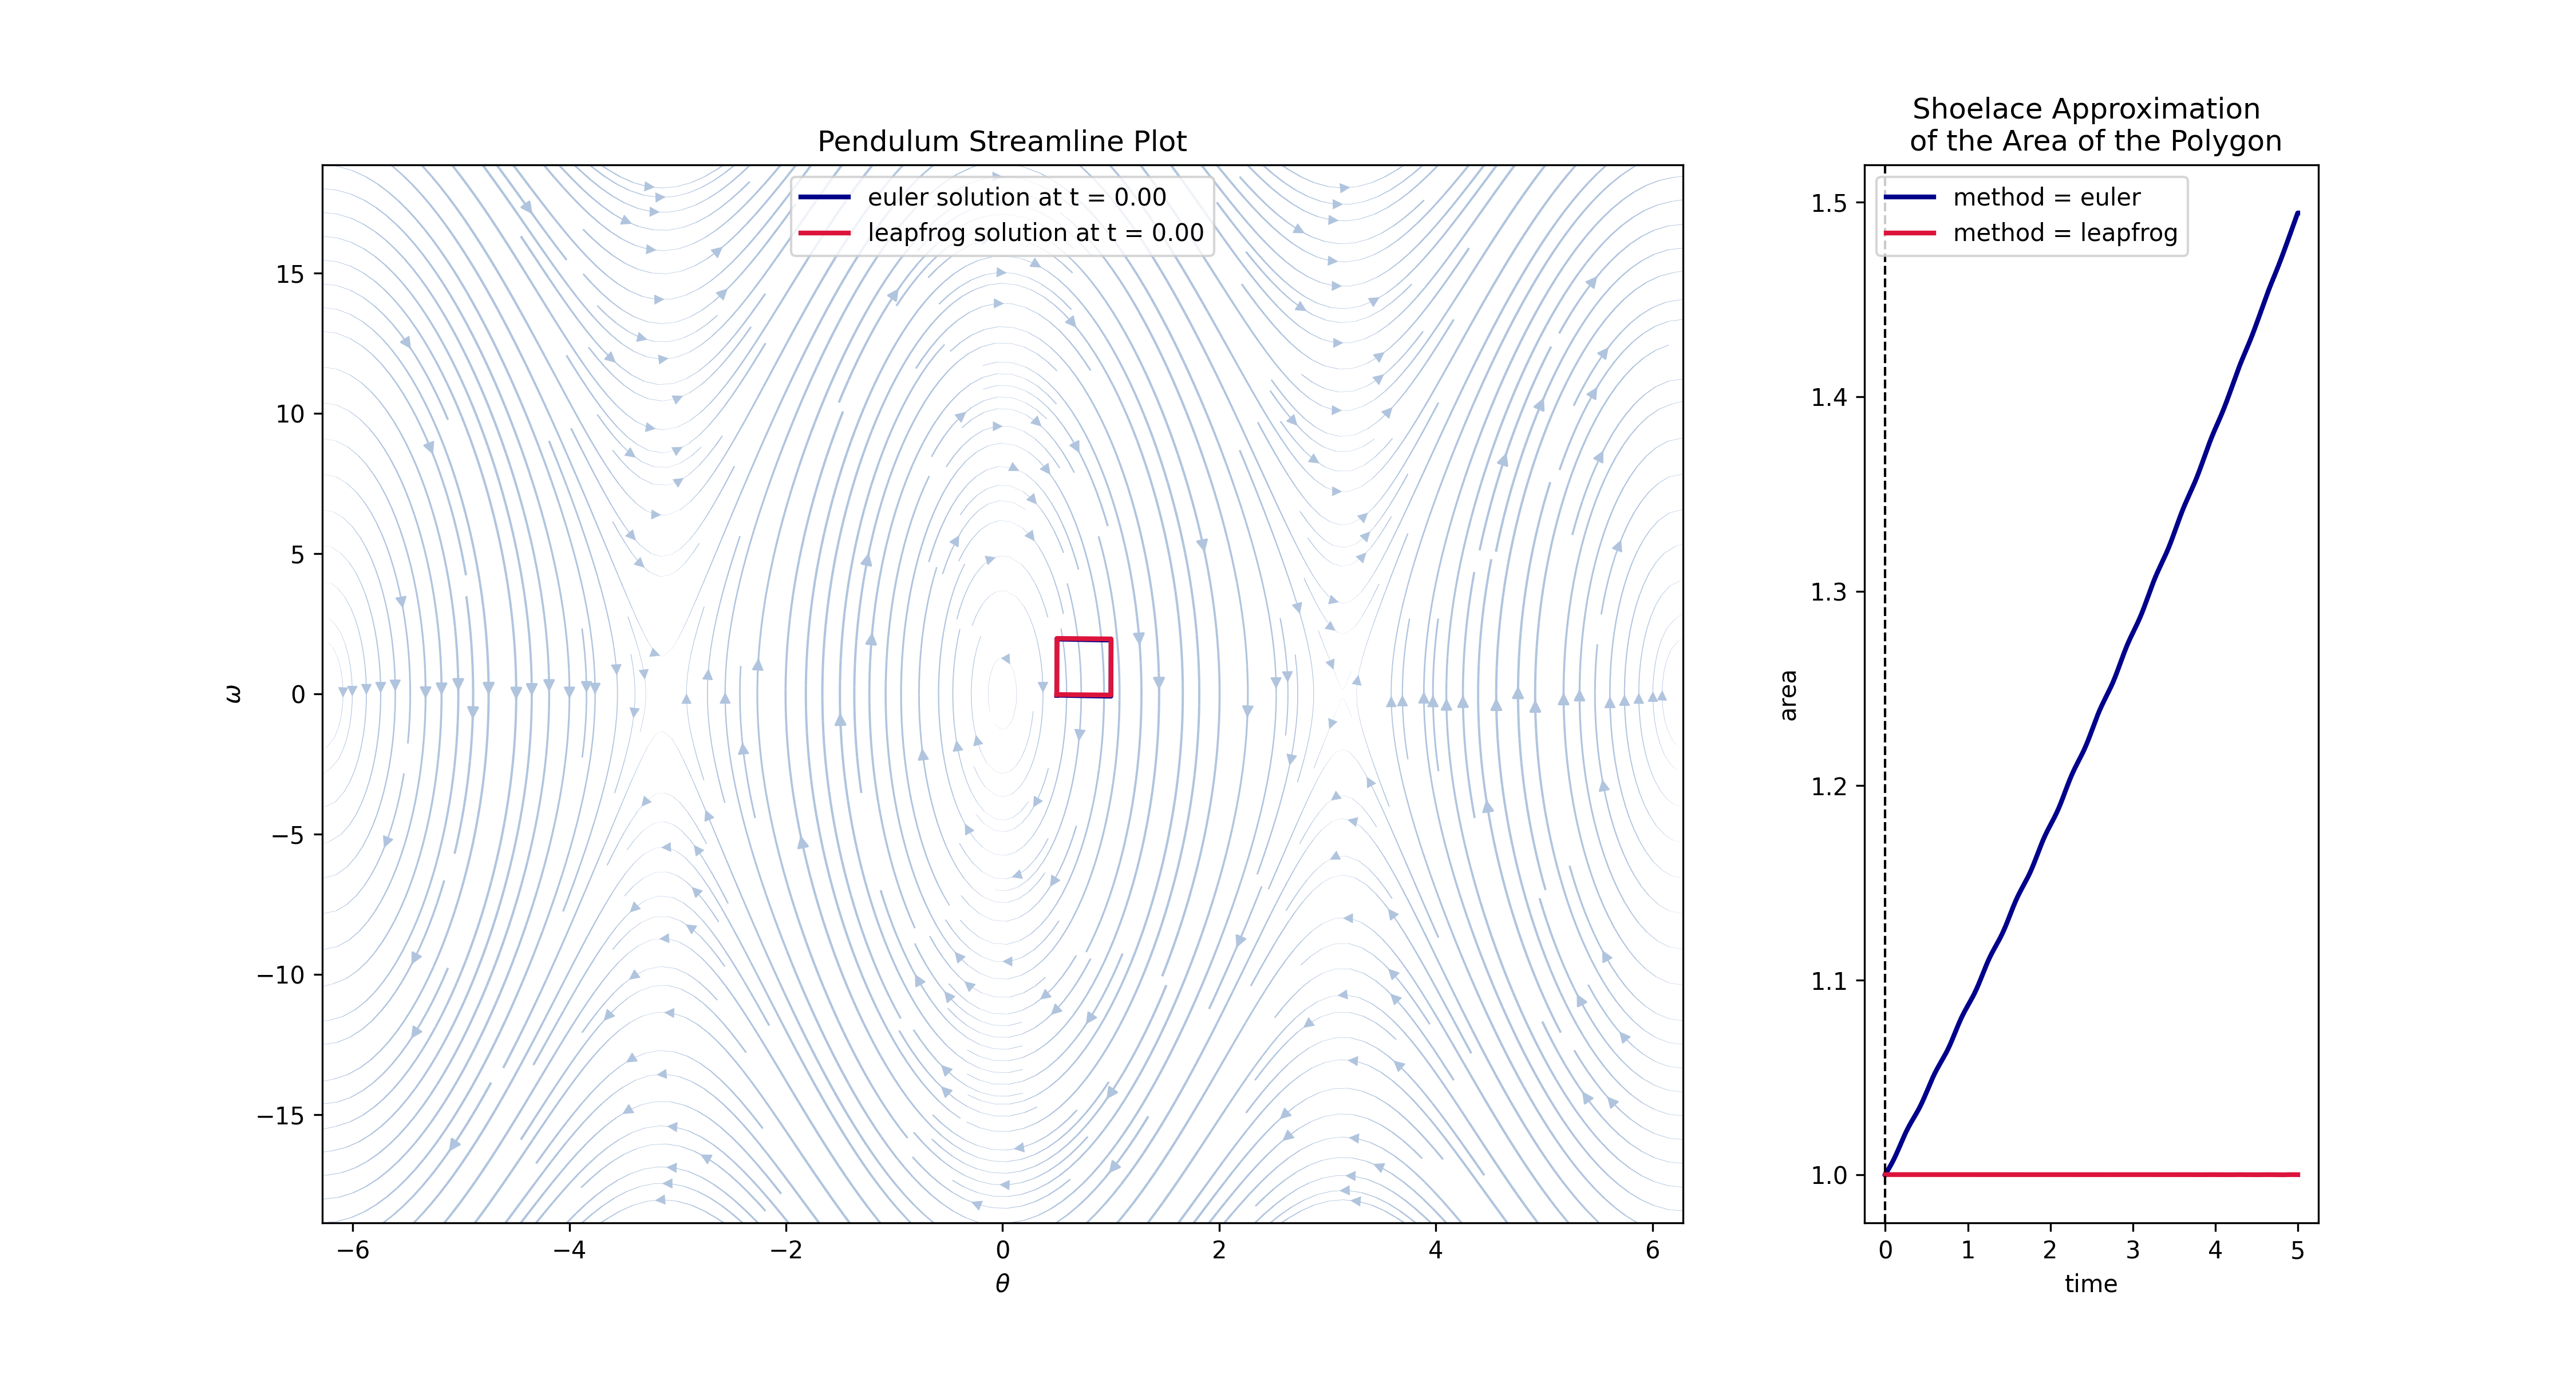 Pendulum Streamline Plot
euler solution at t = 0.00
leapfrog solution at t = 0.00
15
10
5
0
−5
−10
−15
ω
−6 −4 −2 0 2 4 6
θ
Shoelace Approximation
of the Area of the Polygon
method = euler
method = leapfrog
1.5
1.4
1.3
1.2
1.1
1.0
area
0 1 2 3 4 5
time